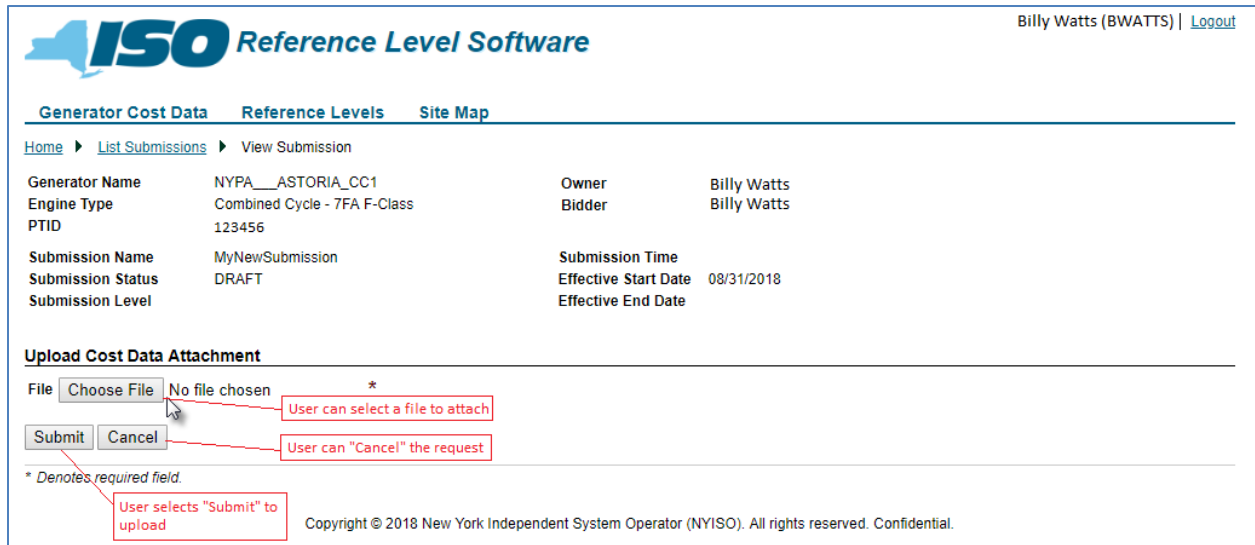 Billy Watts (BWATTS) | Logout
ISO Reference Level Software
Generator Cost Data Reference Levels Site Map
Home ▶ List Submissions ▶ View Submission
Generator Name NYPA___ASTORIA_CC1 Owner Billy Watts
Engine Type Combined Cycle - 7FA F-Class Bidder Billy Watts
PTID 123456
Submission Name MyNewSubmission Submission Time
Submission Status DRAFT Effective Start Date 08/31/2018
Submission Level Effective End Date
Upload Cost Data Attachment
File Choose File No file chosen *
User can select a file to attach
Submit Cancel
User can "Cancel" the request
* Denotes required field.
User selects "Submit" to
upload
Copyright © 2018 New York Independent System Operator (NYISO). All rights reserved. Confidential.